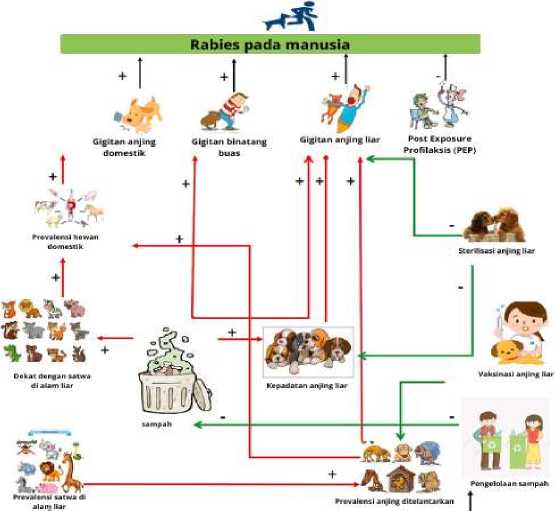 Rabies pada manusia
+
+
+
-
Gigitan anjing
domestik
Gigitan binatang
buas
Gigitan anjing liar
Post Exposure
Profilaksis (PEP)
+
+
+
+
+
Prevalensi hewan
domestik
+
-
Sterilisasi anjing liar
+
-
Dekat dengan satwa
di alam liar
+
sampah
+
Kepadatan anjing liar
Vaksinasi anjing liar
-
-
Prevalensi satwa di
alam liar
+
Prevalensi anjing ditelantarkan
Pengelolaan sampah